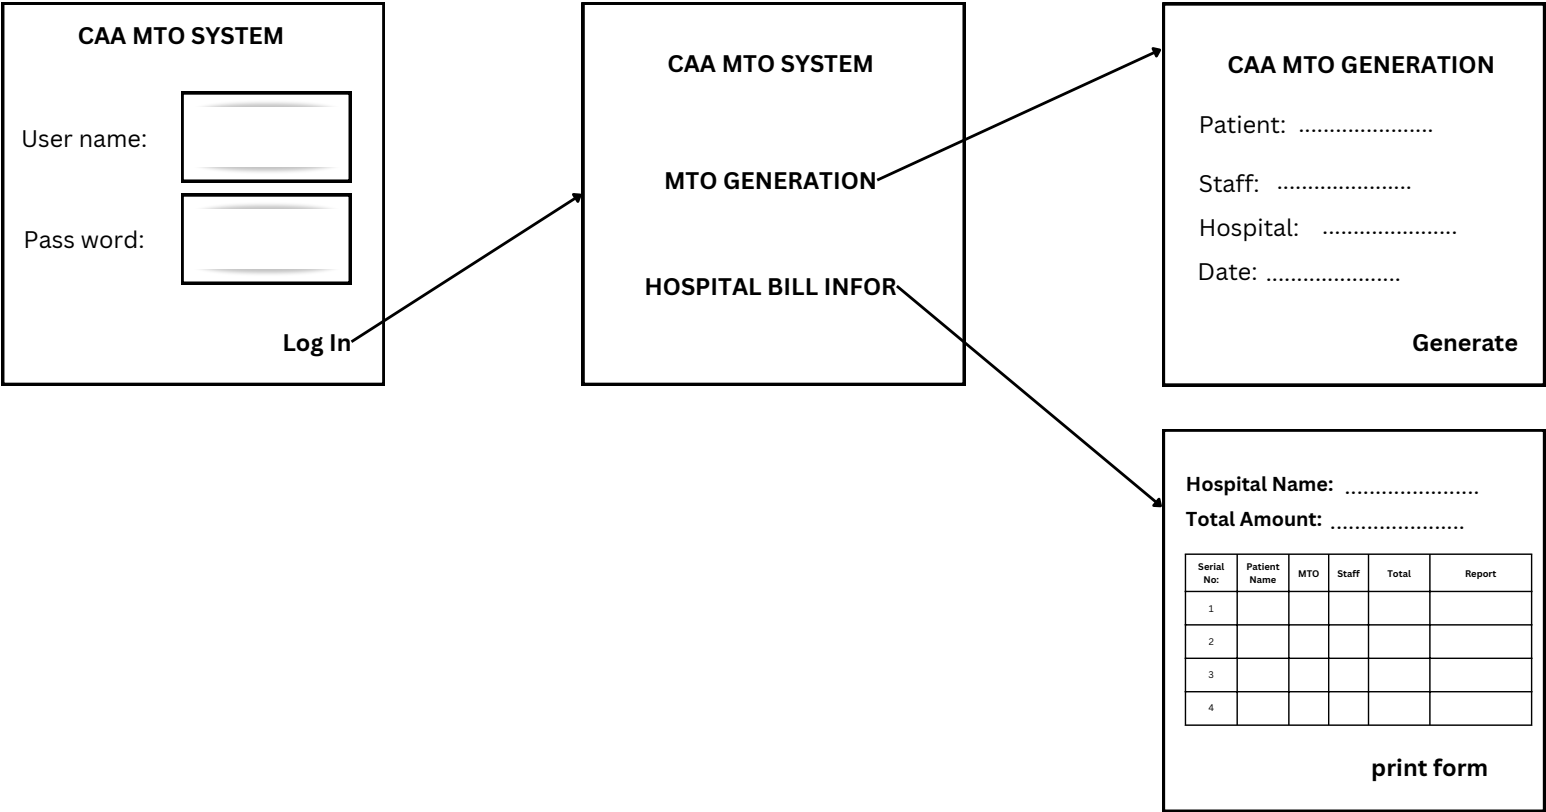 CAA MTO SYSTEM
User name:
Pass word:
Log In
CAA MTO SYSTEM
MTO GENERATION
HOSPITAL BILL INFOR
CAA MTO GENERATION
Patient: ......................
Staff: ......................
Hospital: ......................
Date: ......................
Generate
Hospital Name: ......................
Total Amount: ......................
Serial No: Patient Name MTO Staff Total Report
1
2
3
4
print form